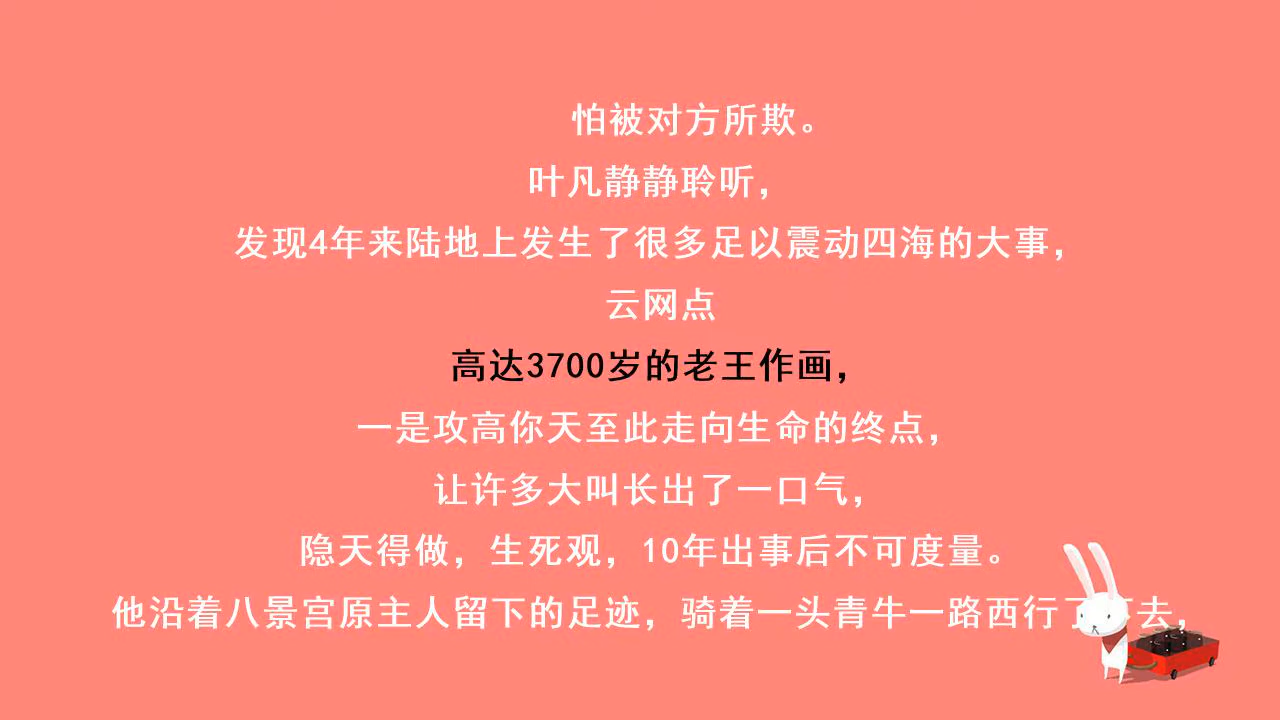 怕被对方所欺。
叶凡静静聆听，
发现4年来陆地上发生了很多足以震动四海的大事，
云网点
高达3700岁的老王作画，
一是攻高你天至此走向生命的终点，
让许多大叫长出了一口气，
隐天得做，生死观，10年出事后不可度量。
他沿着八景宫原主人留下的足迹，骑着一头青牛一路西行了 去，